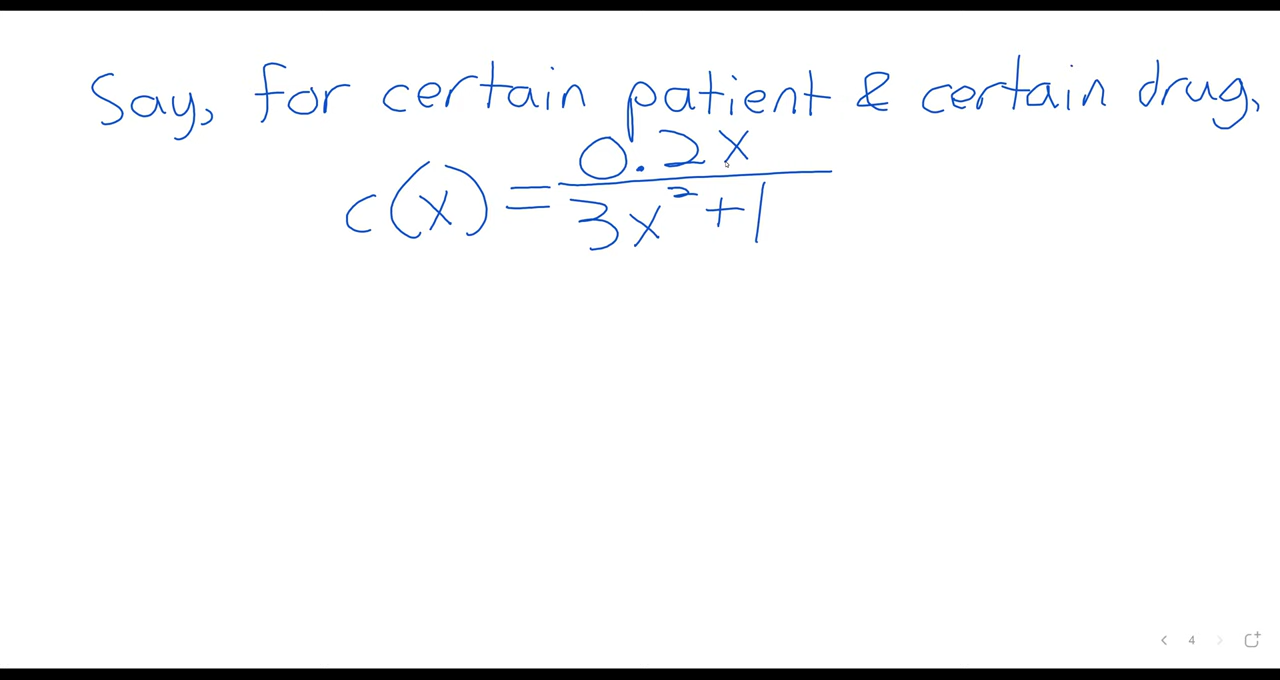 Say, for certain patient & certain drug,
c(x) = 0.2x / 3x² + 1
4